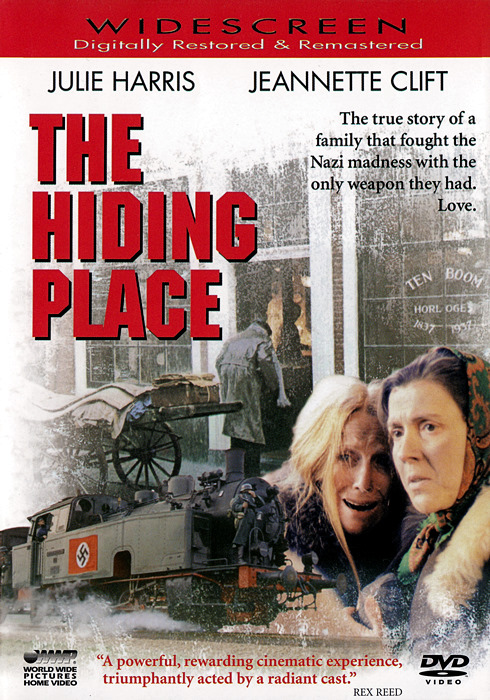 WIDESCREEN
Digitally Restored & Remastered
JULIE HARRIS JEANNETTE CLIFT
The true story of a
family that fought the
Nazi madness with the
only weapon they had.
Love.
THE
HIDING
PLACE
TEN BOOM
HORLOGES
1837 1937
WORLD WIDE
PICTURES
HOME VIDEO
"A powerful, rewarding cinematic experience,
triumphantly acted by a radiant cast."
REX REED
DVD
VIDEO